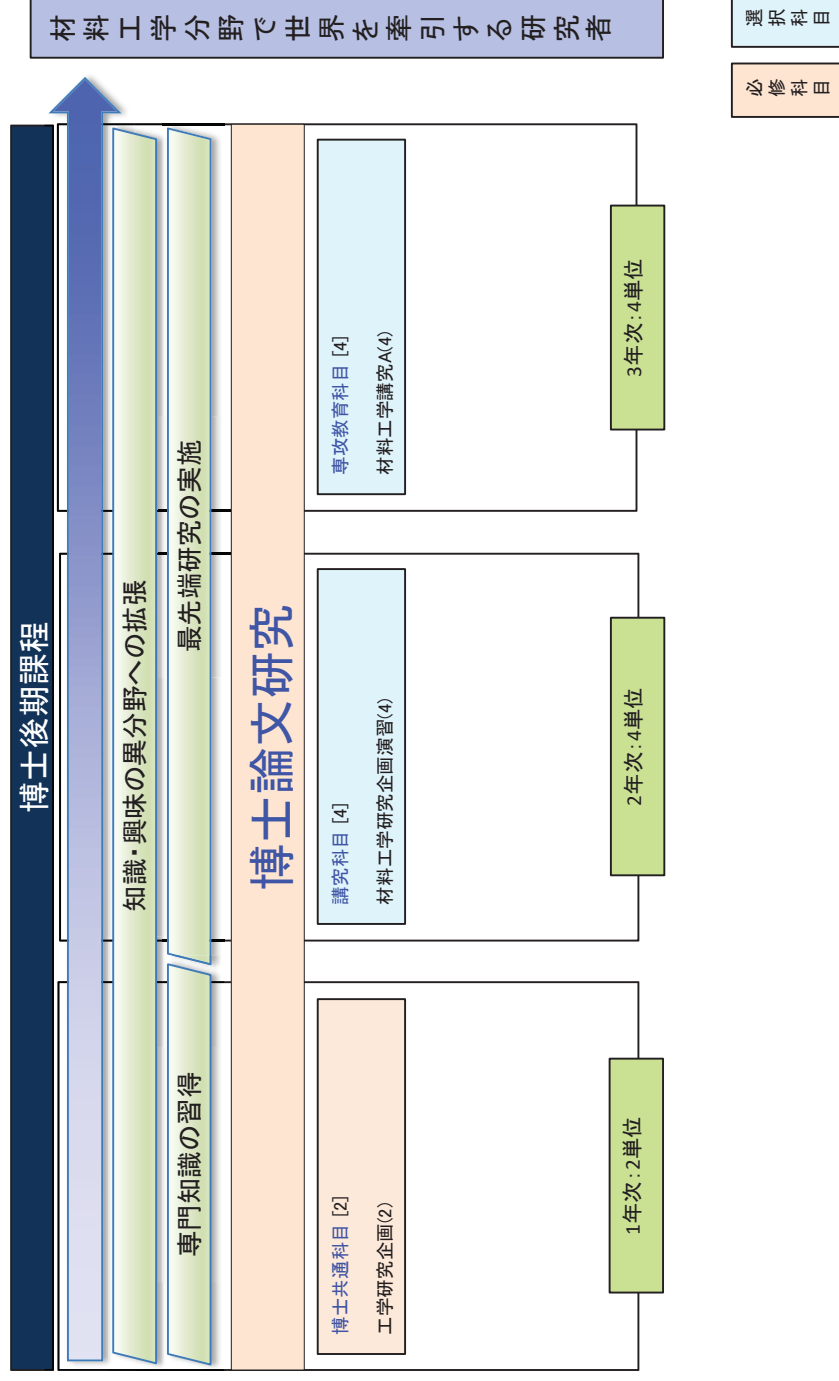 博士後期課程
知識・興味の異分野への拡張
専門知識の習得
最先端研究の実施
博士論文研究
博士共通科目 [2]
工学研究企画(2)
1年次:2単位
講究科目 [4]
材料工学研究企画演習(4)
2年次:4単位
専攻教育科目 [4]
材料工学講究A(4)
3年次:4単位
材料工学分野で世界を牽引する研究者
必修科目
選択科目